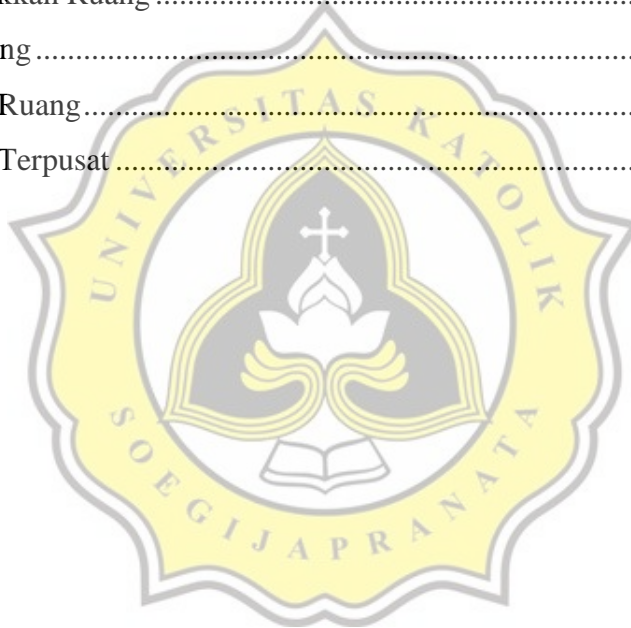 kkan Ruang ..............................................................
ng ...............................................................................
Ruang ........................................................................
Terpusat ....................................................................
UNIVERSITAS KATOLIK
SOEGIJAPRANATA